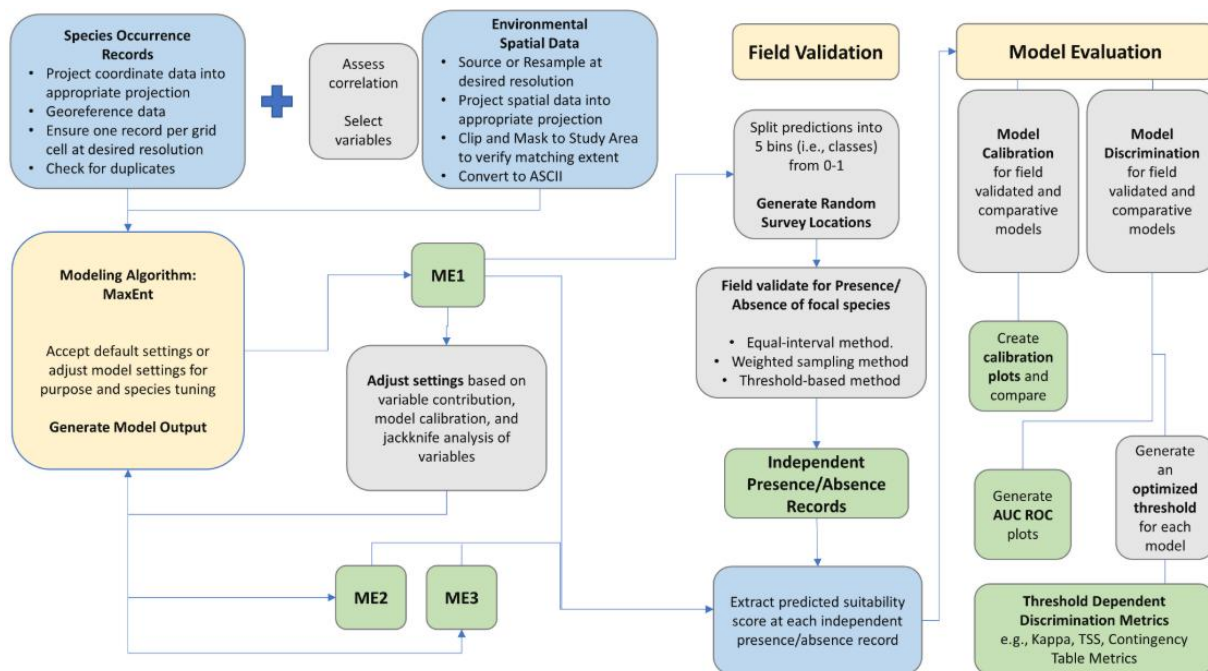 Species Occurrence
Records
• Project coordinate data into
appropriate projection
• Georeference data
• Ensure one record per grid
cell at desired resolution
• Check for duplicates
Assess
correlation
Select
variables
Environmental
Spatial Data
• Source or Resample at
desired resolution
• Project spatial data into
appropriate projection
• Clip and Mask to Study Area
to verify matching extent
• Convert to ASCII
Modeling Algorithm:
MaxEnt
Accept default settings or
adjust model settings for
purpose and species tuning
Generate Model Output
ME1
Adjust settings based on
variable contribution,
model calibration, and
jackknife analysis of
variables
ME2
ME3
Field Validation
Split predictions into
5 bins (i.e., classes)
from 0-1
Generate Random
Survey Locations
Field validate for Presence/
Absence of focal species
• Equal-interval method.
• Weighted sampling method
• Threshold-based method
Independent
Presence/Absence
Records
Extract predicted suitability
score at each independent
presence/absence record
Model Evaluation
Model
Calibration
for field
validated and
comparative
models
Model
Discrimination
for field
validated and
comparative
models
Create
calibration
plots and
compare
Generate
AUC ROC
plots
Generate
an
optimized
threshold
for each
model
Threshold Dependent
Discrimination Metrics
e.g., Kappa, TSS, Contingency
Table Metrics